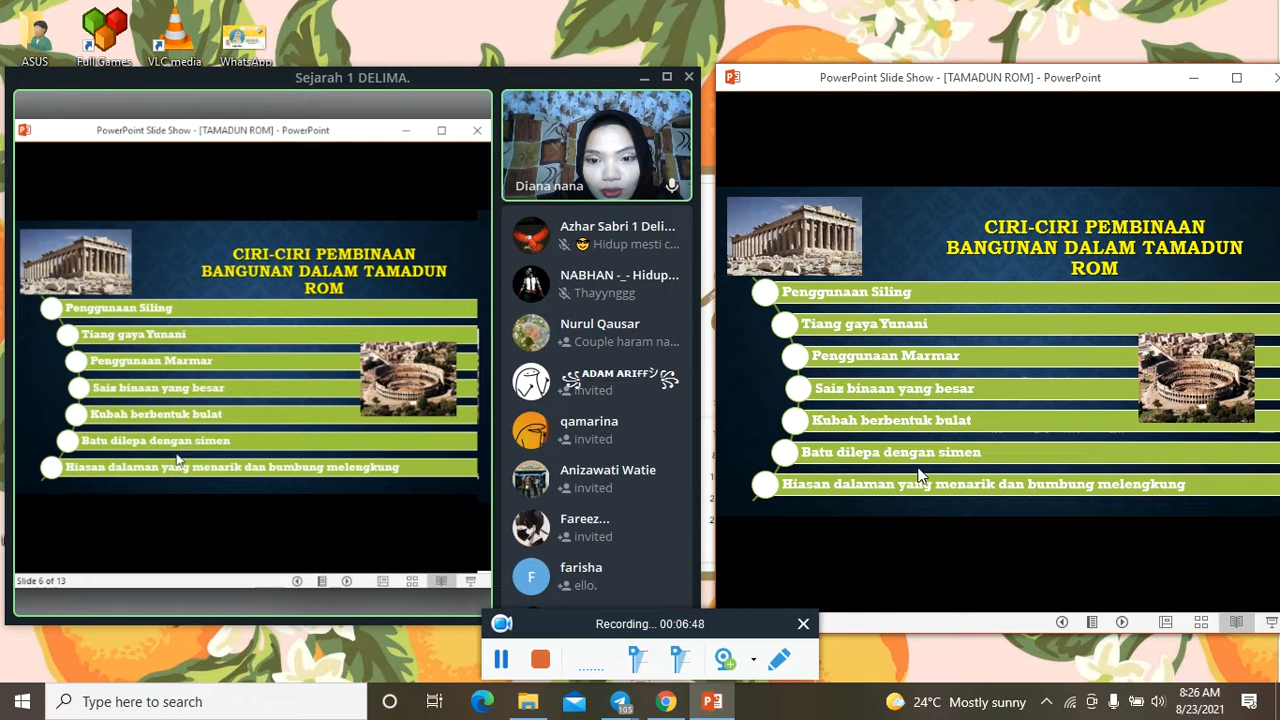 ASUS
Full Games
VLC media
WhatsApp
Sejarah 1 DELIMA.
PowerPoint Slide Show - [TAMADUN ROM] - PowerPoint
CIRI-CIRI PEMBINAAN
BANGUNAN DALAM TAMADUN
ROM
Penggunaan Siling
Tiang gaya Yunani
Penggunaan Marmar
Saiz binaan yang besar
Kubah berbentuk bulat
Batu dilepa dengan simen
Hiasan dalaman yang menarik dan bumbung melengkung
Slide 6 of 13
Diana nana
Azhar Sabri 1 Deli...
Hidup mesti c...
NABHAN -_- Hidup...
Thayynggg
Nurul Qausar
Couple haram na...
ADAM ARIFF
invited
qamarina
invited
Anizawati Watie
invited
Fareez...
invited
F
farisha
ello.
PowerPoint Slide Show - [TAMADUN ROM] - PowerPoint
CIRI-CIRI PEMBINAAN
BANGUNAN DALAM TAMADUN
ROM
Penggunaan Siling
Tiang gaya Yunani
Penggunaan Marmar
Saiz binaan yang besar
Kubah berbentuk bulat
Batu dilepa dengan simen
Hiasan dalaman yang menarik dan bumbung melengkung
Recording... 00:06:48
Type here to search
105
24°C Mostly sunny
8:26 AM
8/23/2021